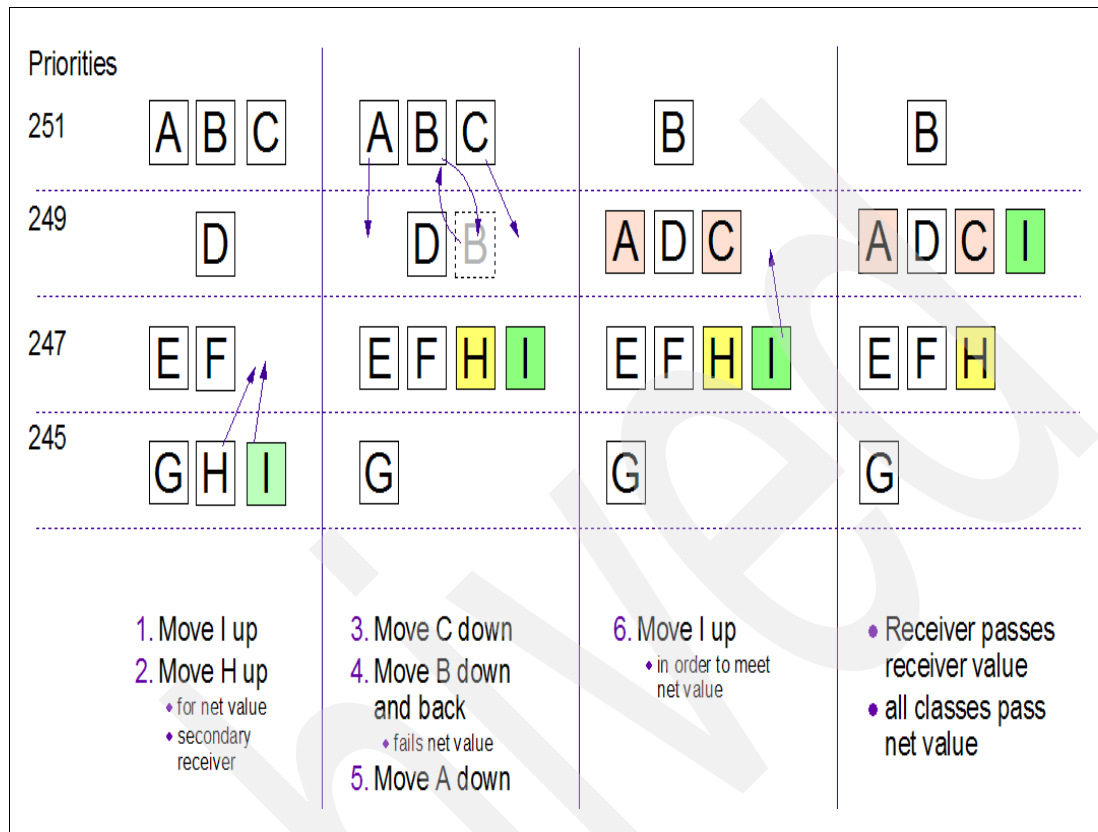 Priorities
251
A B C
A B C
B
B
249
D
D B
A D C
A D C I
247
E F
E F H I
E F H I
E F H
245
G H I
G
G
G
1. Move I up
2. Move H up
• for net value
• secondary
receiver
3. Move C down
4. Move B down
and back
• fails net value
5. Move A down
6. Move I up
• in order to meet
net value
• Receiver passes
receiver value
• all classes pass
net value
hived